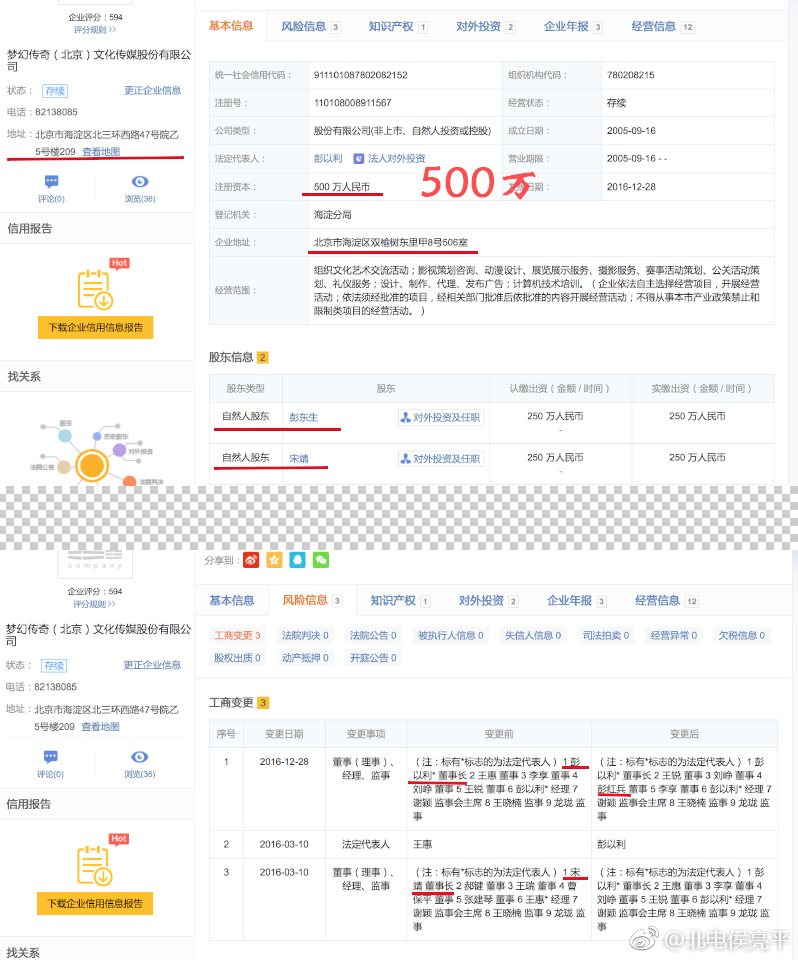 企业评分：594
评分规则>>
梦幻传奇（北京）文化传媒股份有限公
司
状态： 存续 更正企业信息
电话：82138085
地址：北京市海淀区北三环西路47号院乙
5号楼209 查看地图
评论(0) 浏览(36)
信用报告
Hot
下载企业信用信息报告
找关系
股东
历史股东
对外投资
法院公告
法院判决
基本信息 风险信息 3 知识产权 1 对外投资 2 企业年报 3 经营信息 12
统一社会信用代码： 911101087802082152 组织机构代码： 780208215
注册号： 110108008911567 经营状态： 存续
公司类型： 股份有限公司(非上市、自然人投资或控股) 成立日期： 2005-09-16
法定代表人： 彭以利 法人对外投资 营业期限： 2005-09-16 - -
注册资本： 500 万人民币 日期： 2016-12-28
500万
登记机关： 海淀分局
企业地址： 北京市海淀区双榆树东里甲8号506室
经营范围：
组织文化艺术交流活动；影视策划咨询、动漫设计、展览展示服务、摄影服务、赛事活动策划、公关活动策
划、礼仪服务；设计、制作、代理、发布广告；计算机技术培训。（企业依法自主选择经营项目，开展经营
活动；依法须经批准的项目，经相关部门批准后依批准的内容开展经营活动；不得从事本市产业政策禁止和
限制类项目的经营活动。）
股东信息 2
股东类型 股东 认缴出资（金额 / 时间） 实缴出资（金额 / 时间）
自然人股东 彭东生 对外投资及任职 250 万人民币 250 万人民币
-
自然人股东 宋靖 对外投资及任职 250 万人民币 250 万人民币
-
company
企业评分：594
评分规则>>
梦幻传奇（北京）文化传媒股份有限公
司
状态： 存续 更正企业信息
电话：82138085
地址：北京市海淀区北三环西路47号院乙
5号楼209 查看地图
评论(0) 浏览(36)
信用报告
Hot
下载企业信用信息报告
找关系
分享到：
基本信息 风险信息 3 知识产权 1 对外投资 2 企业年报 3 经营信息 12
工商变更 3 法院判决 0 法院公告 0 被执行人信息 0 失信人信息 0 司法拍卖 0 经营异常 0 欠税信息 0
股权出质 0 动产抵押 0 开庭公告 0
工商变更 3
序号 变更日期 变更事项 变更前 变更后
1 2016-12-28 董事（理事）、
经理、监事
（注：标有*标志的为法定代表人）1 彭
以利* 董事长 2 王惠 董事 3 李享 董事 4
刘峥 董事 5 王锐 董事 6 彭以利* 经理 7
谢颖 监事会主席 8 王晓楠 监事 9 龙珑 监
事
（注：标有*标志的为法定代表人）1 彭
以利* 董事长 2 王锐 董事 3 刘峥 董事 4
彭红兵 董事 5 李享 董事 6 彭以利* 经理 7
谢颖 监事会主席 8 王晓楠 监事 9 龙珑 监
事
2 2016-03-10 法定代表人 王惠 彭以利
3 2016-03-10 董事（理事）、
经理、监事
（注：标有*标志的为法定代表人）1 宋
靖 董事长 2 郝键 董事 3 王瑞 董事 4 曹
保平 董事 5 张建琴 董事 6 王惠* 经理 7
谢颖 监事会主席 8 王晓楠 监事 9 龙珑 监
事
（注：标有*标志的为法定代表人）1 彭
以利* 董事长 2 王惠 董事 3 李享 董事 4
刘峥 董事 5 王锐 董事 6 彭以利* 经理 7
谢颖 监事会主席 8 王晓楠 监事 9 龙珑 监
事
@北电侯亮平